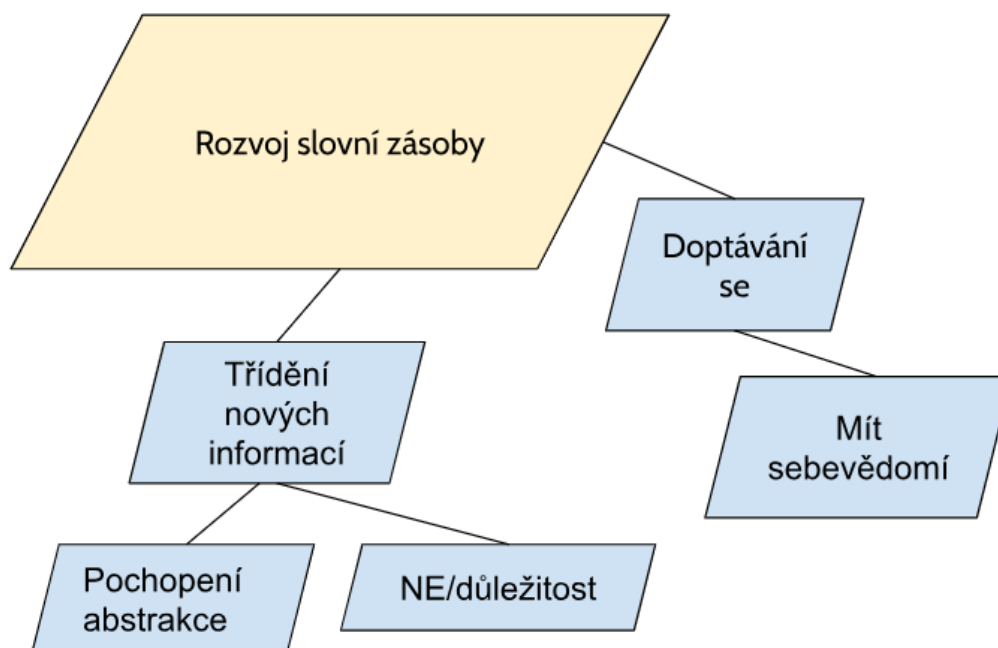 Rozvoj slovní zásoby
Doptávání
se
Třídění
nových
informací
Mít
sebevědomí
Pochopení
abstrakce
NE/důležitost